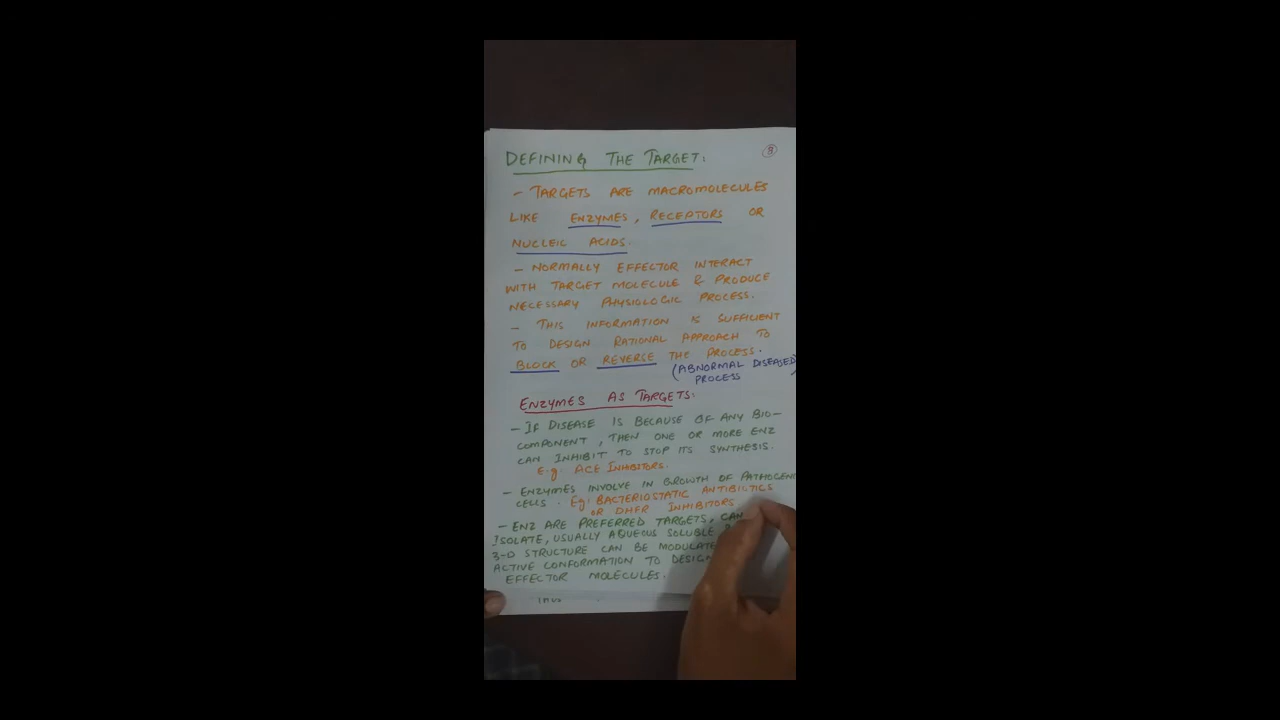 DEFINING THE TARGET:
8
- TARGETS ARE MACROMOLECULES
LIKE ENZYMES, RECEPTORS OR
NUCLEIC ACIDS.
- NORMALLY EFFECTOR INTERACT
WITH TARGET MOLECULE & PRODUCE
NECESSARY PHYSIOLOGIC PROCESS.
- THIS INFORMATION IS SUFFICIENT
TO DESIGN RATIONAL APPROACH TO
BLOCK OR REVERSE THE PROCESS.
(ABNORMAL DISEASED)
PROCESS
ENZYMES AS TARGETS:
- IF DISEASE IS BECAUSE OF ANY BIO-
COMPONENT, THEN ONE OR MORE ENZ
CAN INHIBIT TO STOP ITS SYNTHESIS.
E.g. ACE INHIBITORS.
- ENZYMES INVOLVE IN GROWTH OF PATHOGENI
CELLS. Eg: BACTERIOSTATIC ANTIBIOTICS
OR DHFR INHIBITORS
- ENZ ARE PREFERRED TARGETS, CAN
ISOLATE, USUALLY AQUEOUS SOLUBLE
3-D STRUCTURE CAN BE MODULATE
ACTIVE CONFORMATION TO DESIGN
EFFECTOR MOLECULES.